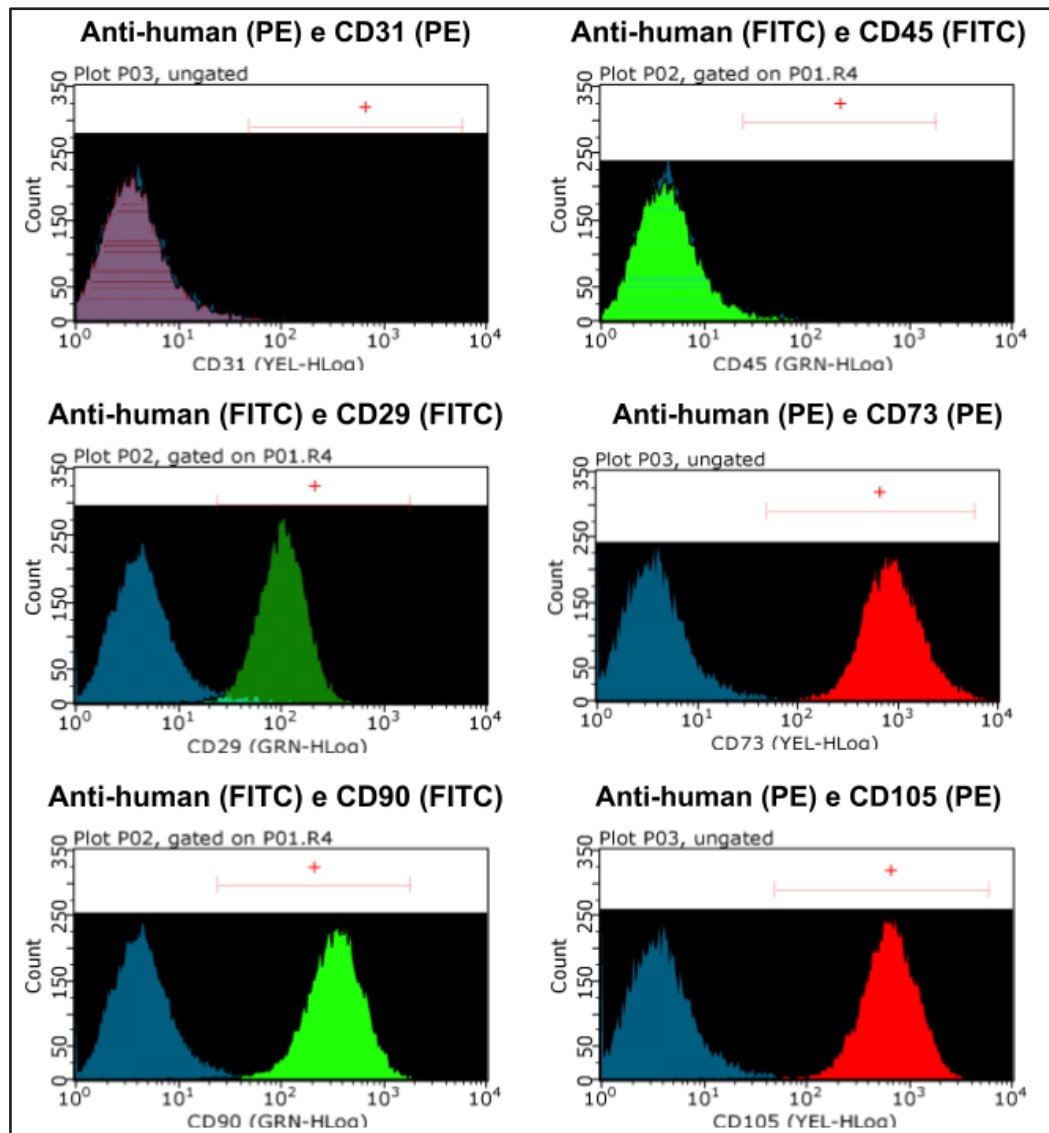 Anti-human (PE) e CD31 (PE)
Plot P03, ungated
350
250
150
50
0
Count
10^0 10^1 10^2 10^3 10^4
CD31 (YEL-HLog)
Anti-human (FITC) e CD45 (FITC)
Plot P02, gated on P01.R4
350
250
150
50
0
Count
10^0 10^1 10^2 10^3 10^4
CD45 (GRN-HLog)
Anti-human (FITC) e CD29 (FITC)
Plot P02, gated on P01.R4
350
250
150
50
0
Count
10^0 10^1 10^2 10^3 10^4
CD29 (GRN-HLog)
Anti-human (PE) e CD73 (PE)
Plot P03, ungated
350
250
150
50
0
Count
10^0 10^1 10^2 10^3 10^4
CD73 (YEL-HLog)
Anti-human (FITC) e CD90 (FITC)
Plot P02, gated on P01.R4
350
250
150
50
0
Count
10^0 10^1 10^2 10^3 10^4
CD90 (GRN-HLog)
Anti-human (PE) e CD105 (PE)
Plot P03, ungated
350
250
150
50
0
Count
10^0 10^1 10^2 10^3 10^4
CD105 (YEL-HLog)